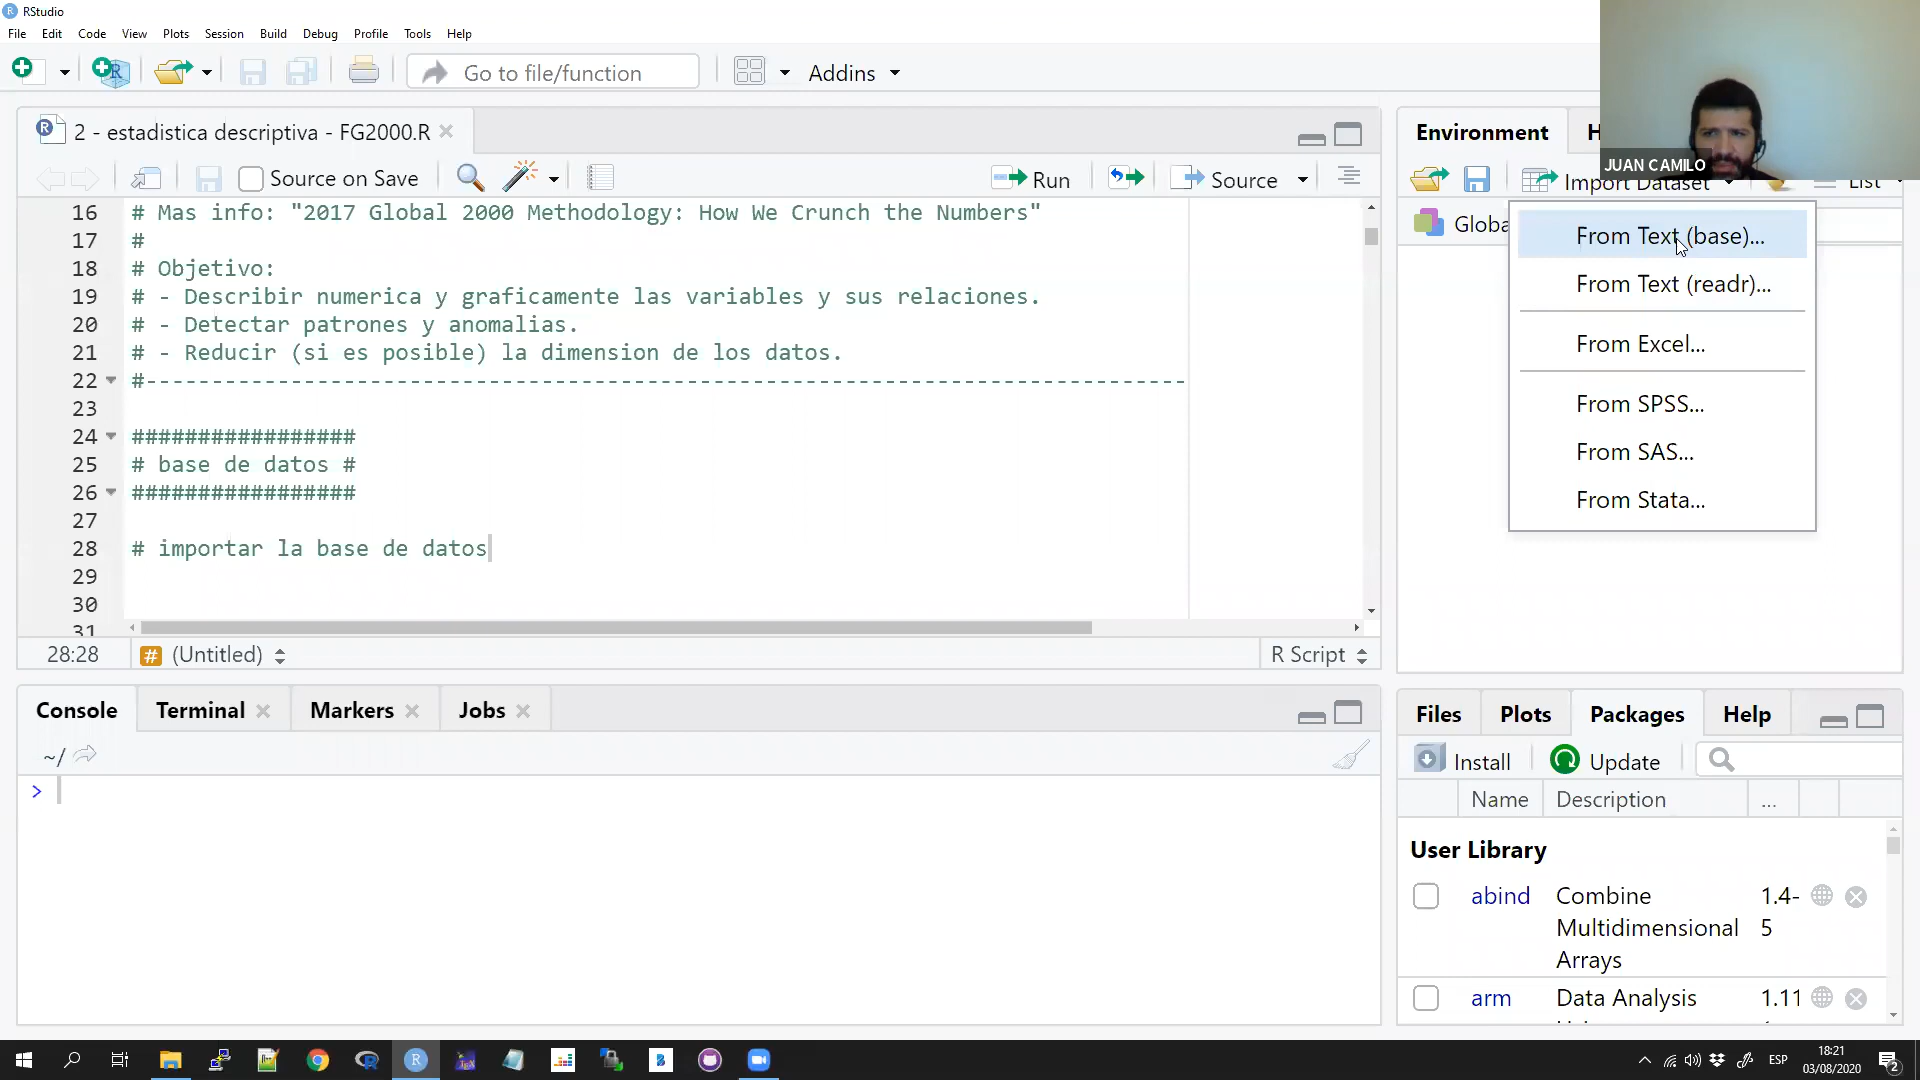 RStudio
File Edit Code View Plots Session Build Debug Profile Tools Help
Go to file/function Addins
2 - estadistica descriptiva - FG2000.R
Source on Save Run Source
16 # Mas info: "2017 Global 2000 Methodology: How We Crunch the Numbers"
17 #
18 # Objetivo:
19 # - Describir numerica y graficamente las variables y sus relaciones.
20 # - Detectar patrones y anomalias.
21 # - Reducir (si es posible) la dimension de los datos.
22 #-------------------------------------------------------------------------------
23
24 #################
25 # base de datos #
26 #################
27
28 # importar la base de datos
29
30
31
28:28 # (Untitled) R Script
Console Terminal Markers Jobs
~/
>
Environment H
JUAN CAMILO
Import Dataset List
Globa
From Text (base)...
From Text (readr)...
From Excel...
From SPSS...
From SAS...
From Stata...
Files Plots Packages Help
Install Update
Name Description ...
User Library
abind Combine Multidimensional Arrays 1.4-5
arm Data Analysis 1.11
ESP
18:21
03/08/2020
2